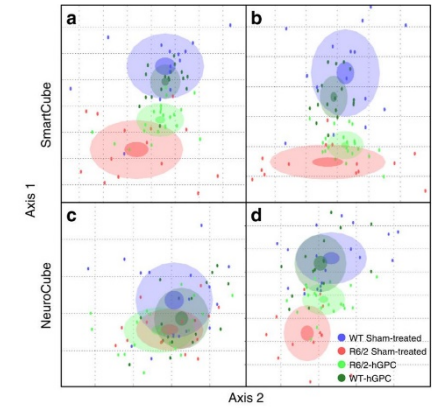 a
b
SmartCube
Axis 1
c
d
NeuroCube
WT Sham-treated
R6/2 Sham-treated
R6/2-hGPC
WT-hGPC
Axis 2